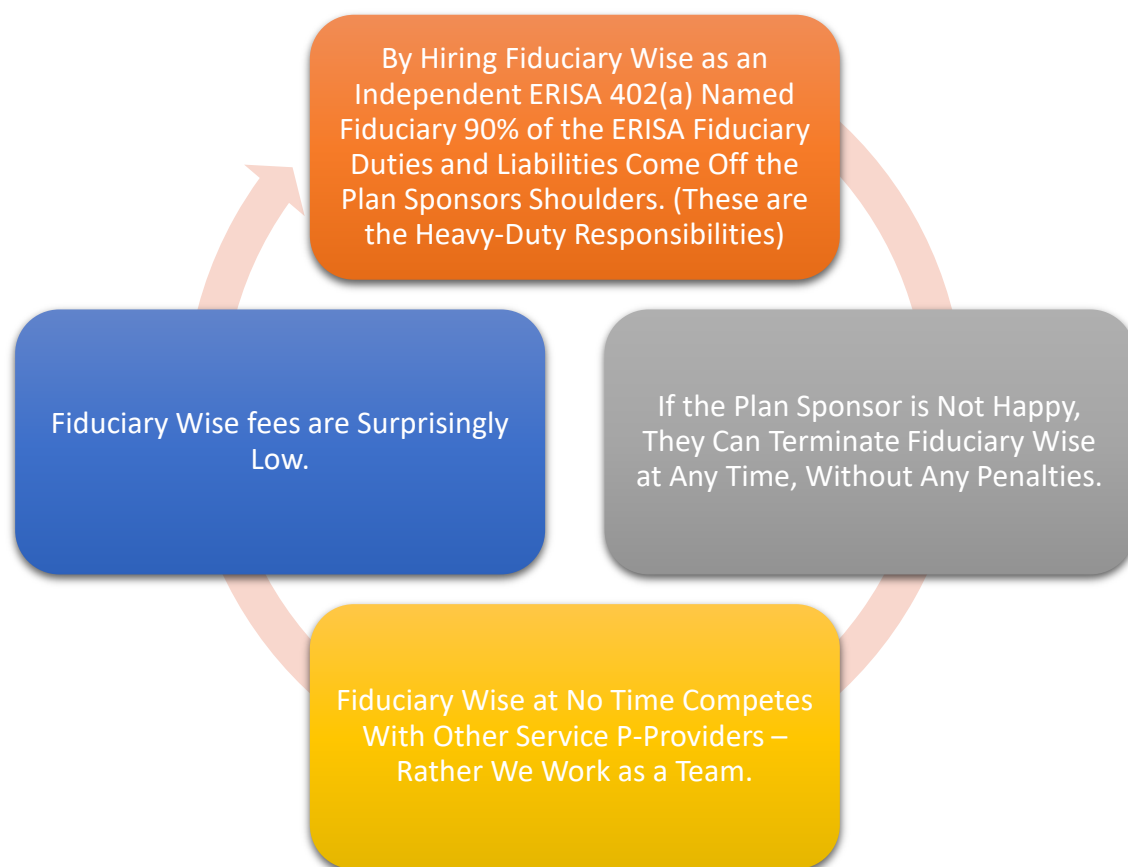 By Hiring Fiduciary Wise as an
Independent ERISA 402(a) Named
Fiduciary 90% of the ERISA Fiduciary
Duties and Liabilities Come Off the
Plan Sponsors Shoulders. (These are
the Heavy-Duty Responsibilities)
If the Plan Sponsor is Not Happy,
They Can Terminate Fiduciary Wise
at Any Time, Without Any Penalties.
Fiduciary Wise at No Time Competes
With Other Service P-Providers –
Rather We Work as a Team.
Fiduciary Wise fees are Surprisingly
Low.